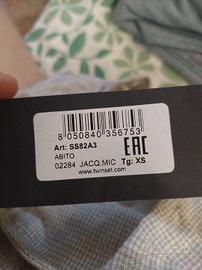 8 050840 356753
Art: SS82A3
ABITO
EAC
02284 JACQ.MIC Tg: XS
www.twinset.com